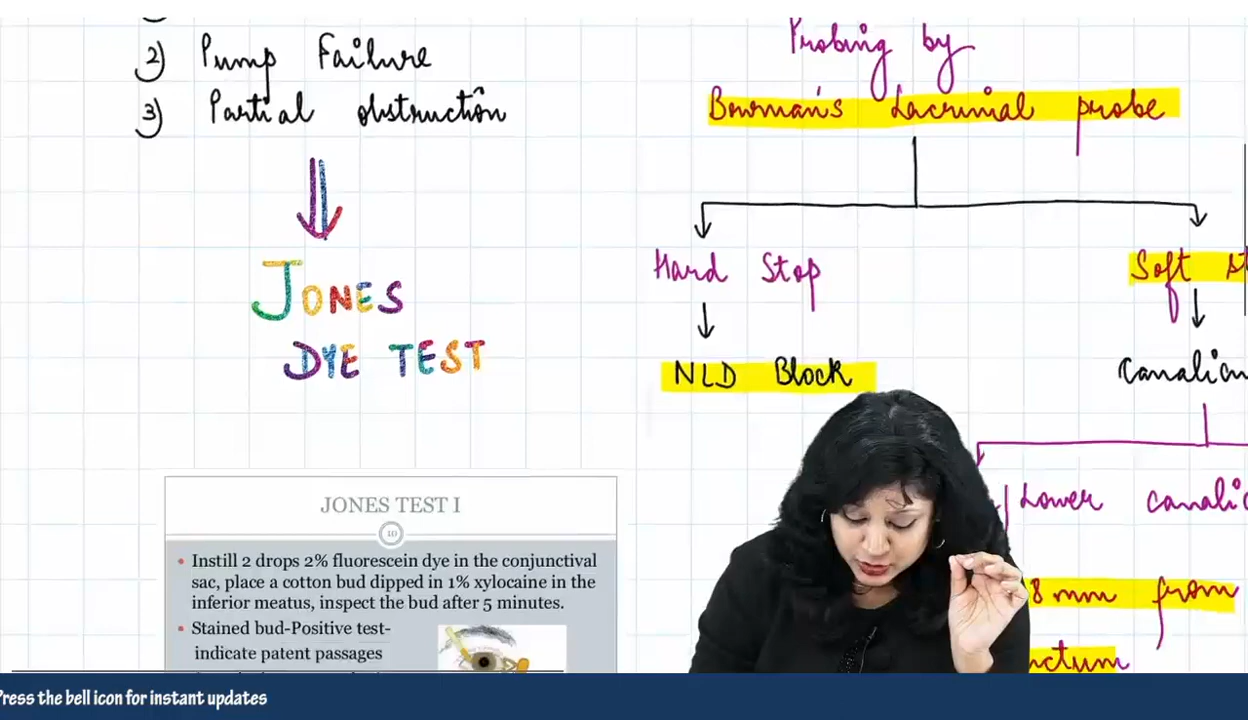 2) Pump Failure
3) Partial obstruction
JONES
DYE TEST
JONES TEST I
10
• Instill 2 drops 2% fluorescein dye in the conjunctival
sac, place a cotton bud dipped in 1% xylocaine in the
inferior meatus, inspect the bud after 5 minutes.
• Stained bud-Positive test-
indicate patent passages
Probing by
Bowman's Lacrimal probe
Hard Stop
NLD Block
Soft
Lower
8 mm from
Press the bell icon for instant updates